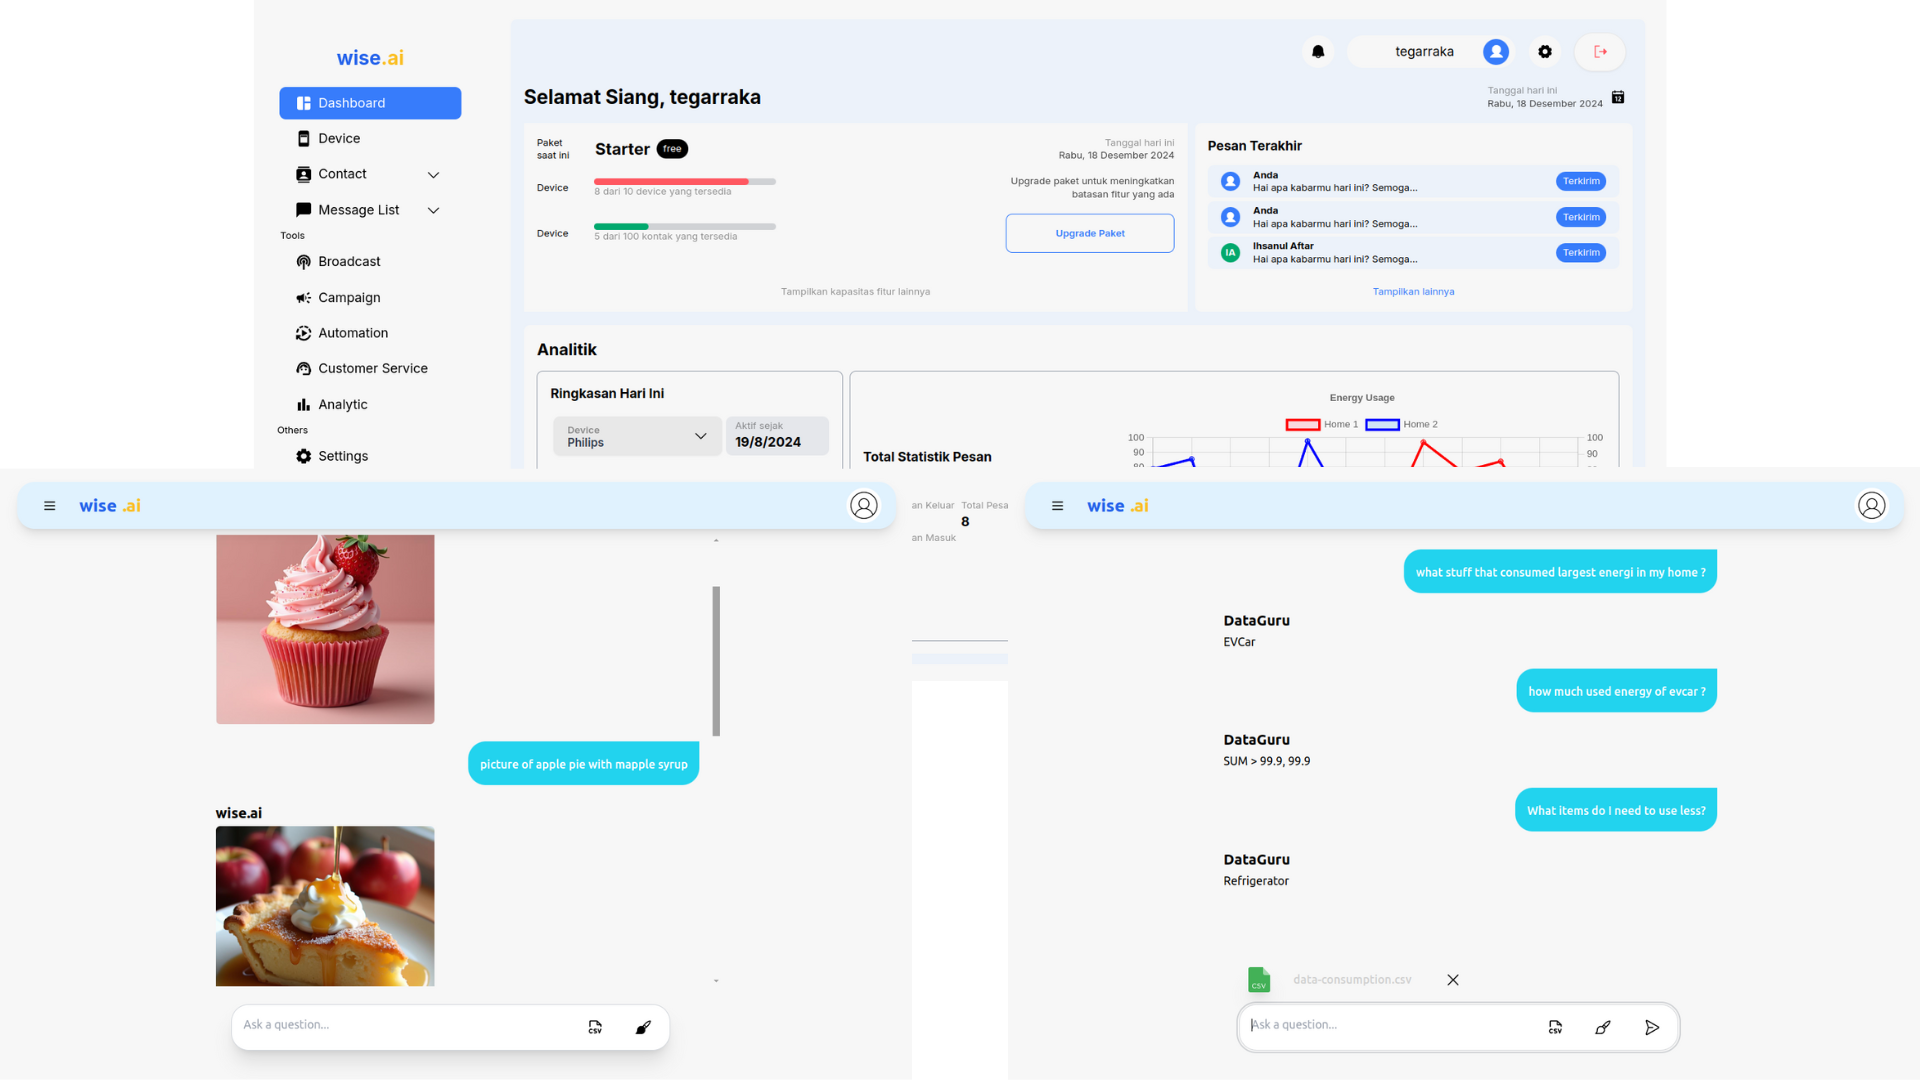 wise.ai
Dashboard
Device
Contact
Message List
Tools
Broadcast
Campaign
Automation
Customer Service
Analytic
Others
Settings
tegarraka
Selamat Siang, tegarraka
Tanggal hari ini
Rabu, 18 Desember 2024
12
Paket
saat ini
Starter free
Device
8 dari 10 device yang tersedia
Device
5 dari 100 kontak yang tersedia
Tanggal hari ini
Rabu, 18 Desember 2024
Upgrade paket untuk meningkatkan
batasan fitur yang ada
Upgrade Paket
Tampilkan kapasitas fitur lainnya
Pesan Terakhir
Anda
Hai apa kabarmu hari ini? Semoga...
Terkirim
Anda
Hai apa kabarmu hari ini? Semoga...
Terkirim
IA
Ihsanul Aftar
Hai apa kabarmu hari ini? Semoga...
Terkirim
Tampilkan lainnya
Analitik
Ringkasan Hari Ini
Device
Philips
Aktif sejak
19/8/2024
Total Statistik Pesan
Energy Usage
Home 1 Home 2
100 100
90 90
80
an Keluar Total Pesa
8
an Masuk
wise .ai
picture of apple pie with mapple syrup
wise.ai
Ask a question...
CSV
wise .ai
what stuff that consumed largest energi in my home ?
DataGuru
EVCar
how much used energy of evcar ?
DataGuru
SUM > 99.9, 99.9
What items do I need to use less?
DataGuru
Refrigerator
CSV
data-consumption.csv
Ask a question...
CSV